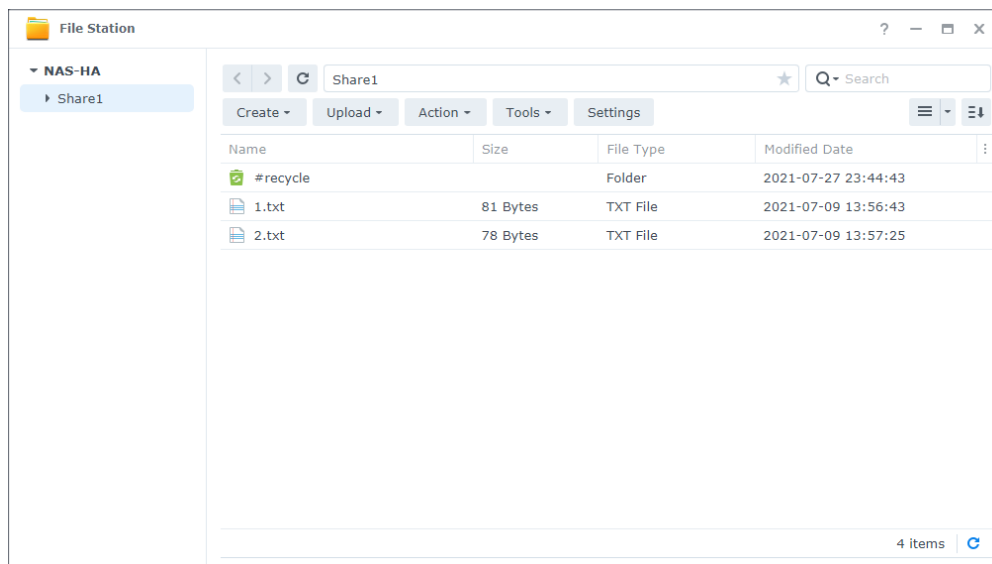 File Station
?
NAS-HA
Share1
Share1
Search
Create Upload Action Tools Settings
Name Size File Type Modified Date
#recycle Folder 2021-07-27 23:44:43
1.txt 81 Bytes TXT File 2021-07-09 13:56:43
2.txt 78 Bytes TXT File 2021-07-09 13:57:25
4 items